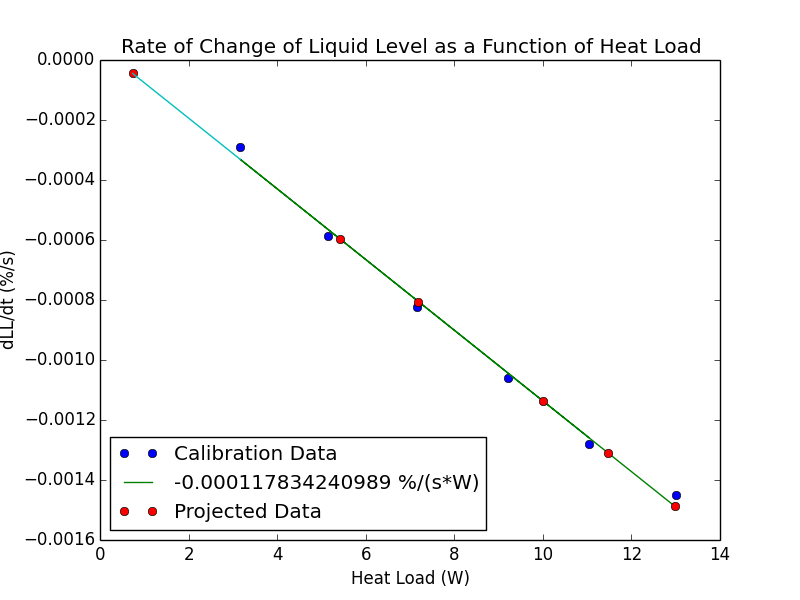 Rate of Change of Liquid Level as a Function of Heat Load
0.0000
−0.0002
−0.0004
−0.0006
−0.0008
−0.0010
−0.0012
−0.0014
−0.0016
dLL/dt (%/s)
Calibration Data
-0.000117834240989 %/(s*W)
Projected Data
0 2 4 6 8 10 12 14
Heat Load (W)